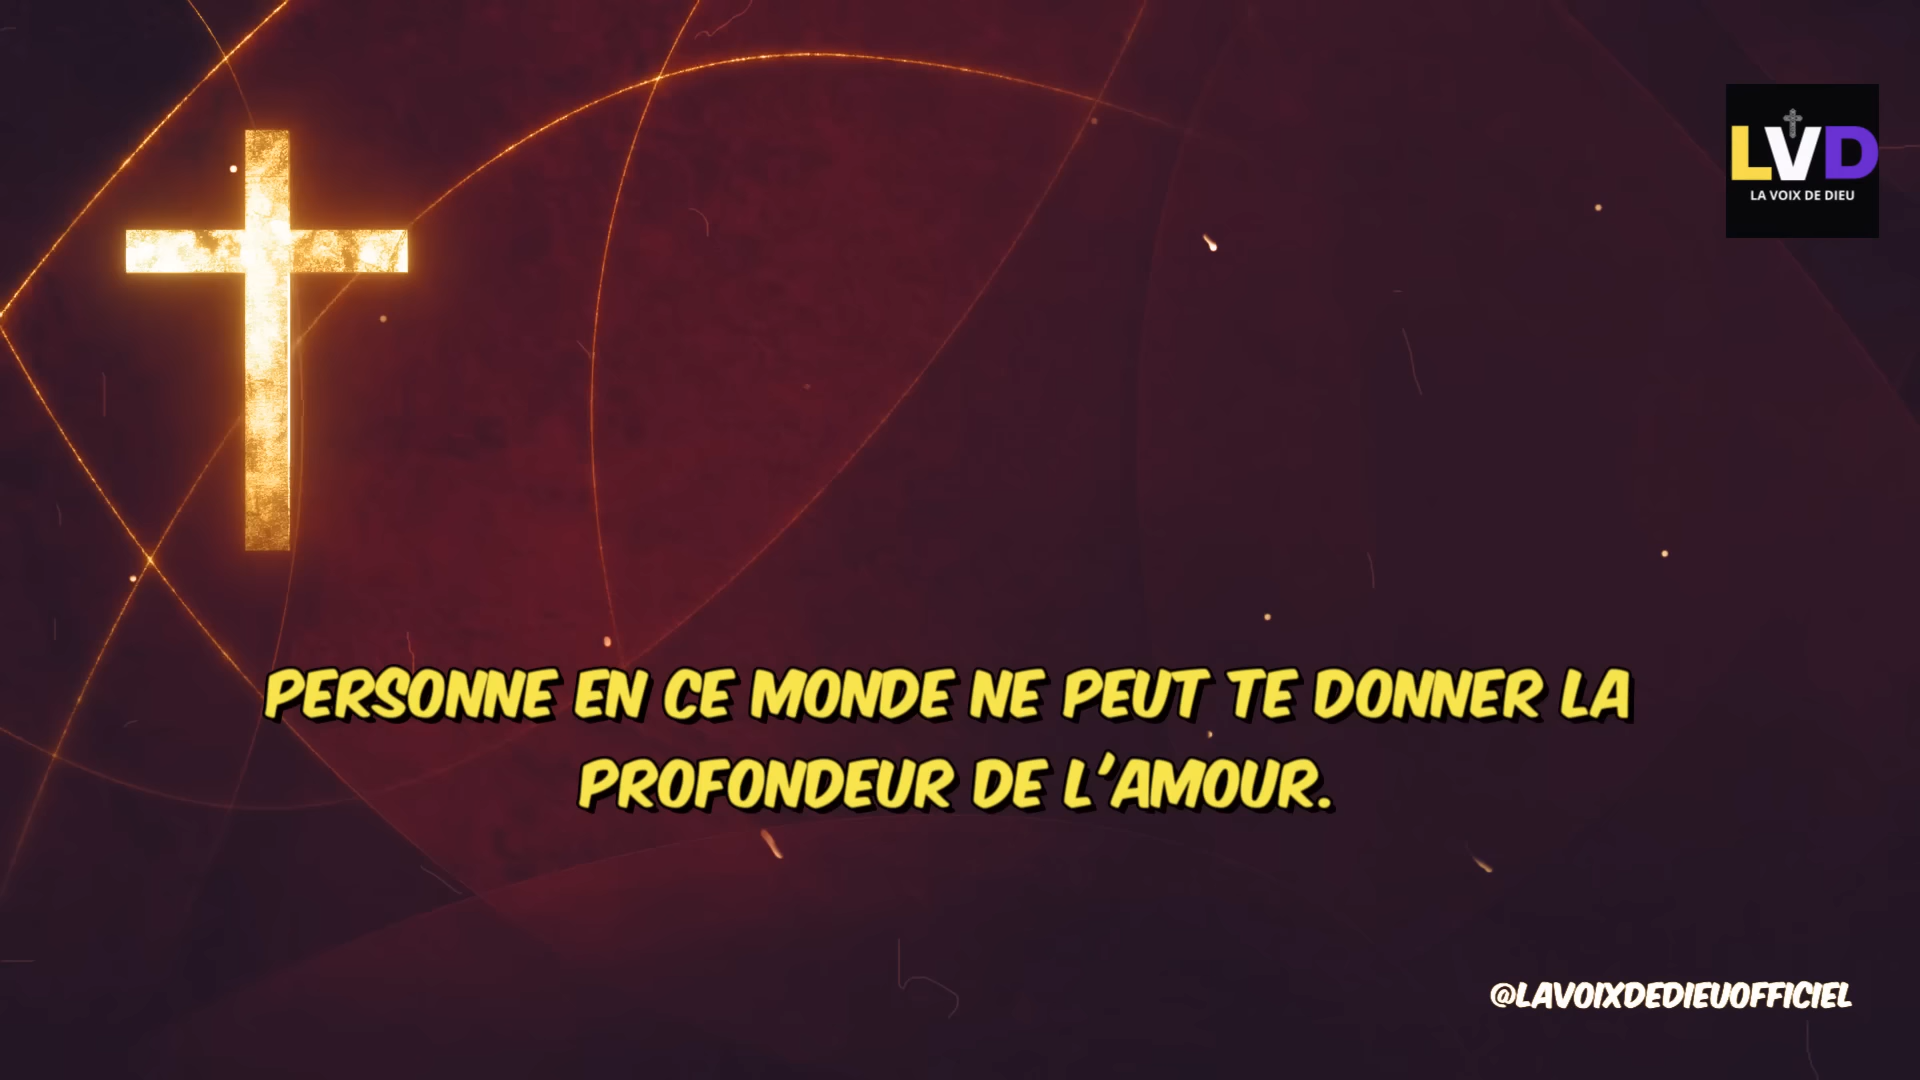 LVD
LA VOIX DE DIEU
PERSONNE EN CE MONDE NE PEUT TE DONNER LA
PROFONDEUR DE L'AMOUR.
@LAVOIXDEDIEUOFFICIEL